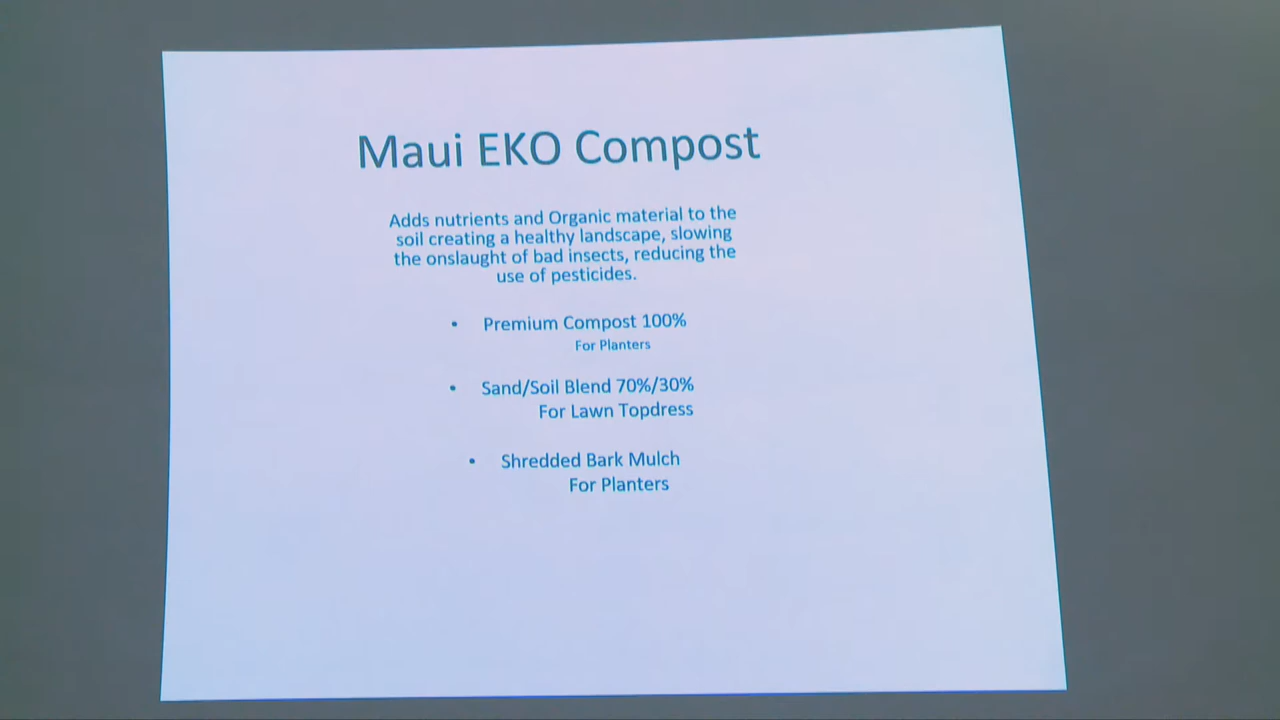 Maui EKO Compost
Adds nutrients and Organic material to the
soil creating a healthy landscape, slowing
the onslaught of bad insects, reducing the
use of pesticides.
• Premium Compost 100%
For Planters
• Sand/Soil Blend 70%/30%
For Lawn Topdress
• Shredded Bark Mulch
For Planters